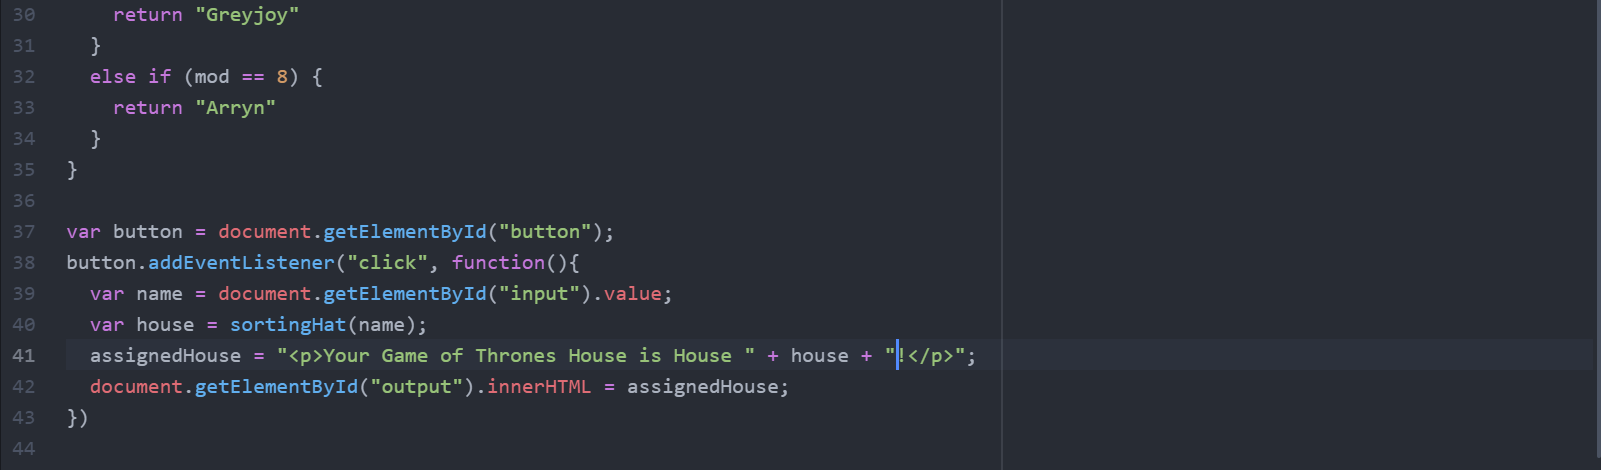 30 return "Greyjoy"
31 }
32 else if (mod == 8) {
33 return "Arryn"
34 }
35 }
36
37 var button = document.getElementById("button");
38 button.addEventListener("click", function(){
39 var name = document.getElementById("input").value;
40 var house = sortingHat(name);
41 assignedHouse = "<p>Your Game of Thrones House is House " + house + "!</p>";
42 document.getElementById("output").innerHTML = assignedHouse;
43 })
44